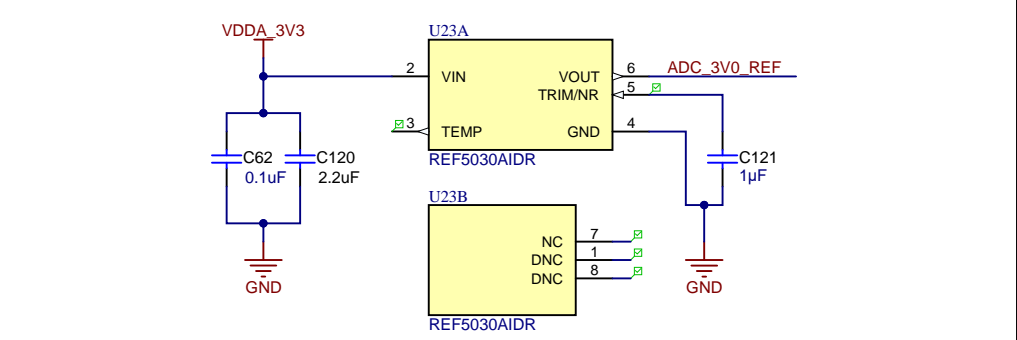 VDDA_3V3
U23A
2
VIN
VOUT
6
ADC_3V0_REF
TRIM/NR
5
3
TEMP
GND
4
REF5030AIDR
C62
0.1uF
C120
2.2uF
C121
1µF
GND
GND
U23B
NC
7
DNC
1
DNC
8
REF5030AIDR